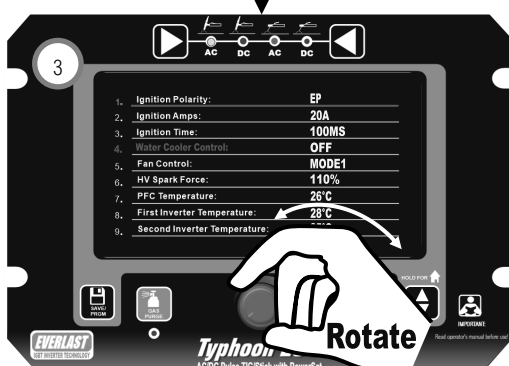 AC DC AC DC
3
1. Ignition Polarity: EP
2. Ignition Amps: 20A
3. Ignition Time: 100MS
4. Water Cooler Control: OFF
5. Fan Control: MODE1
6. HV Spark Force: 110%
7. PFC Temperature: 26°C
8. First Inverter Temperature: 28°C
9. Second Inverter Temperature:
HOLD FOR
SAVE/
PRGM
GAS
PURGE
IMPORTANT:
Read operator's manual before use!
Rotate
EVERLAST
IGBT INVERTER TECHNOLOGY
Typhoon
AC/DC Pulse TIG/Stick with PowerSet